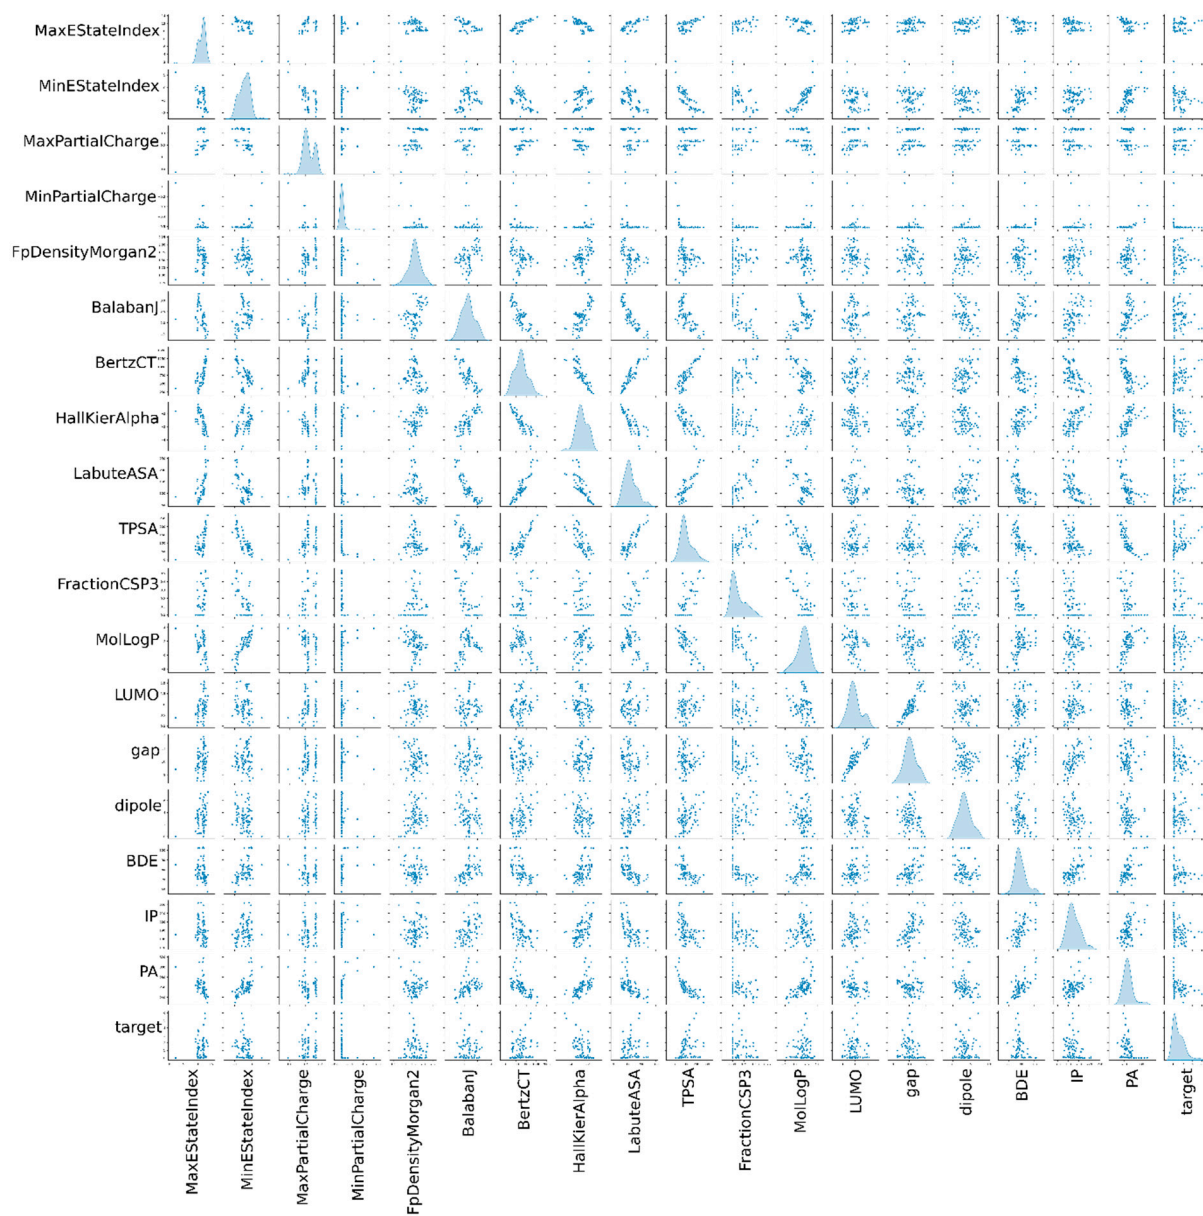 MaxEStateIndex
MinEStateIndex
MaxPartialCharge
MinPartialCharge
FpDensityMorgan2
BalabanJ
BertzCT
HallKierAlpha
LabuteASA
TPSA
FractionCSP3
MolLogP
LUMO
gap
dipole
BDE
IP
PA
target
MaxEStateIndex
MinEStateIndex
MaxPartialCharge
MinPartialCharge
FpDensityMorgan2
BalabanJ
BertzCT
HallKierAlpha
LabuteASA
TPSA
FractionCSP3
MolLogP
LUMO
gap
dipole
BDE
IP
PA
target